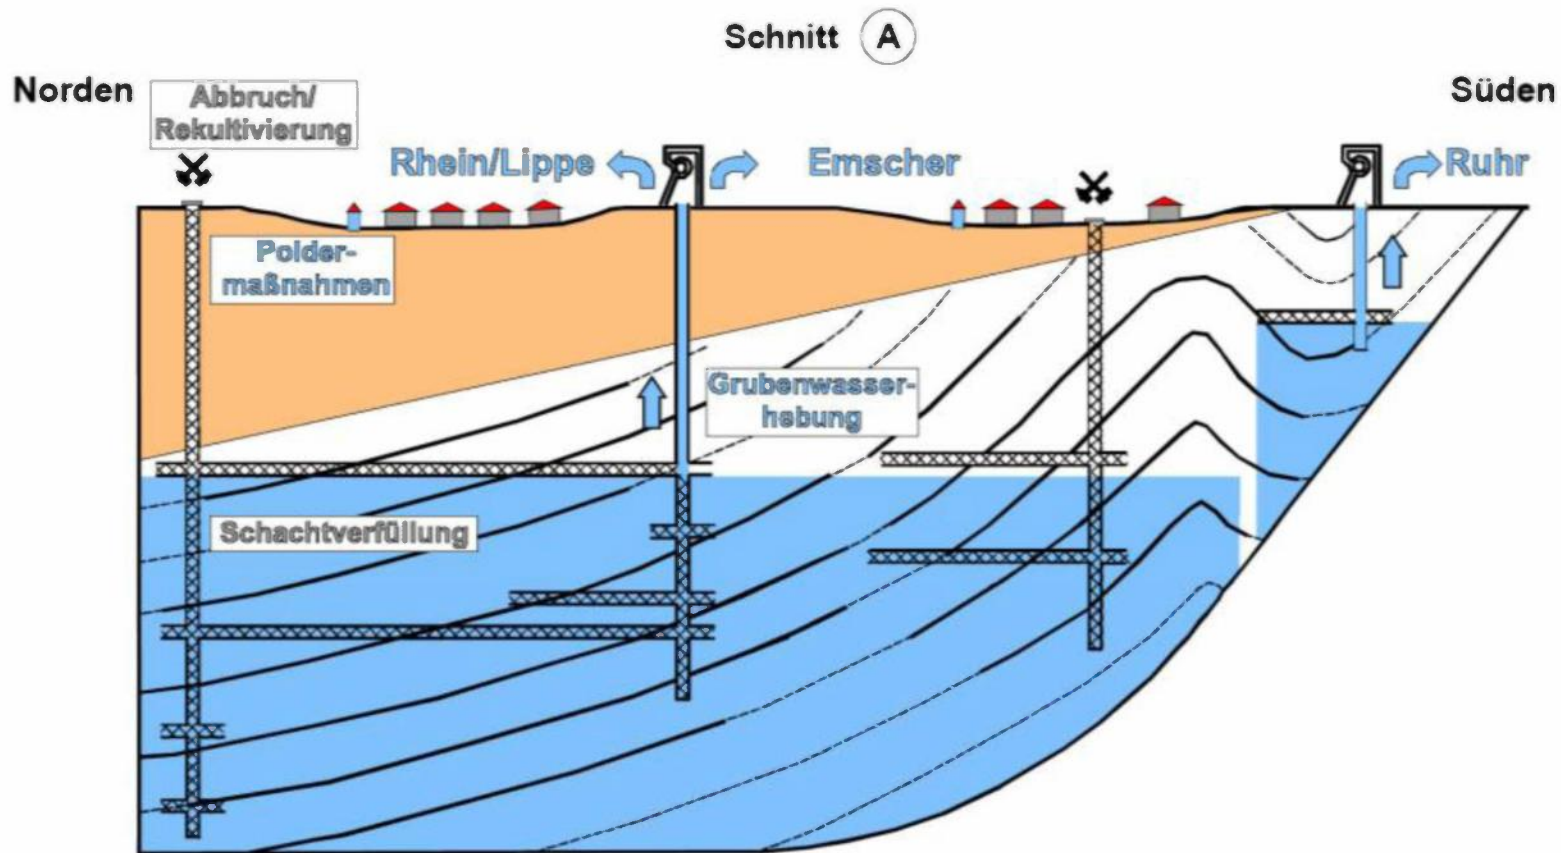 Schnitt A
Norden
Süden
Abbruch/
Rekultivierung
Rhein/Lippe
Emscher
Ruhr
Polder-
maßnahmen
Grubenwasser-
hebung
Schachtverfüllung